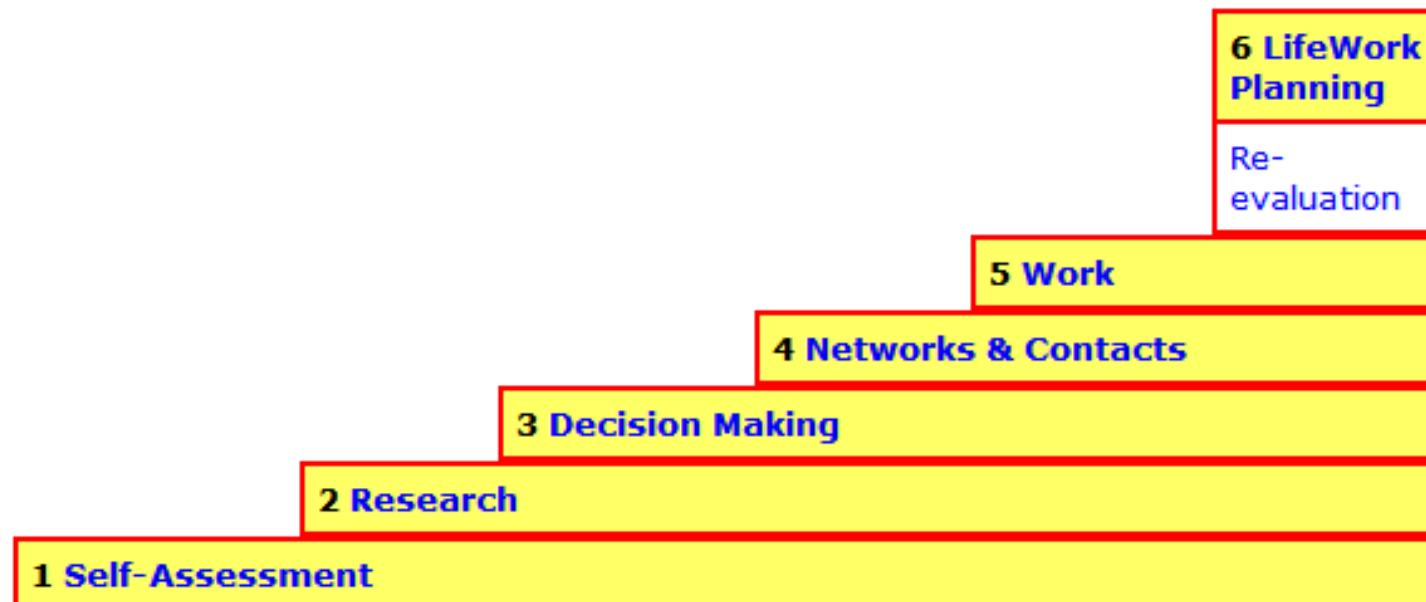 6 LifeWork
Planning
Re-
evaluation
5 Work
4 Networks & Contacts
3 Decision Making
2 Research
1 Self-Assessment